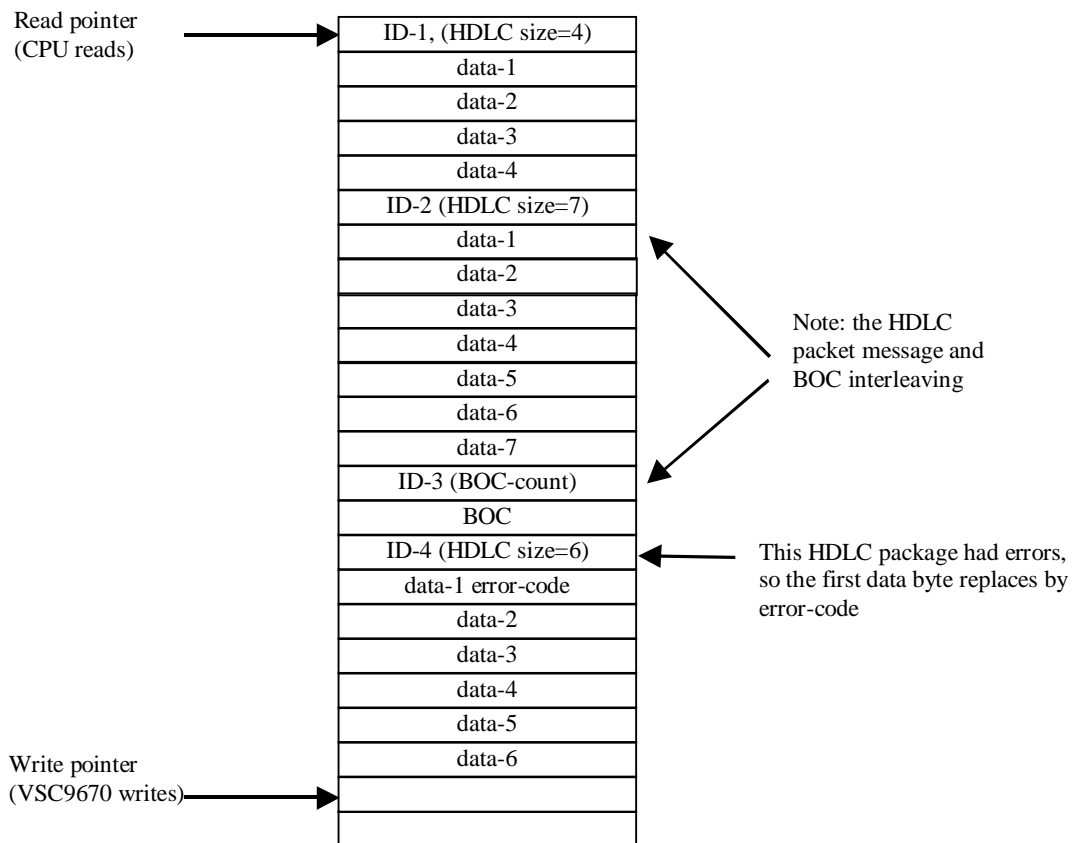 Read pointer
(CPU reads)
ID-1, (HDLC size=4)
data-1
data-2
data-3
data-4
ID-2 (HDLC size=7)
data-1
data-2
data-3
data-4
data-5
data-6
data-7
Note: the HDLC
packet message and
BOC interleaving
ID-3 (BOC-count)
BOC
ID-4 (HDLC size=6)
This HDLC package had errors,
so the first data byte replaces by
error-code
data-1 error-code
data-2
data-3
data-4
data-5
data-6
Write pointer
(VSC9670 writes)